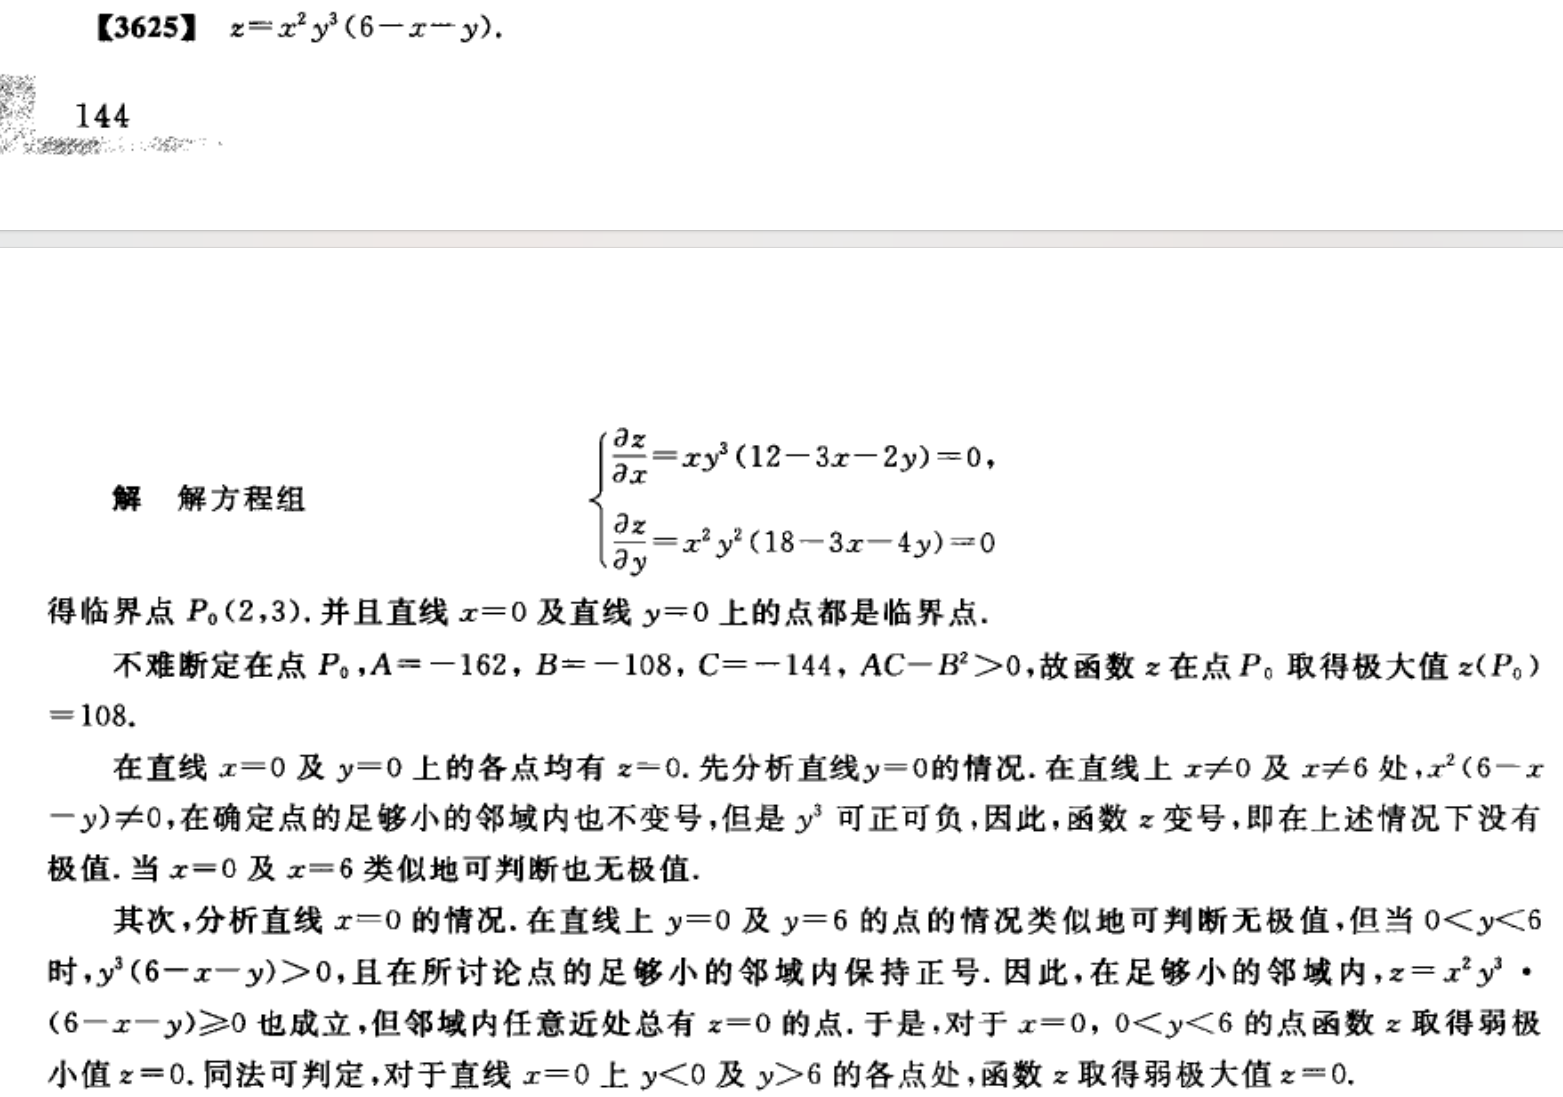 【3625】 z=x²y³(6-x-y).
144
解 解方程组
{ ∂z/∂x=xy³(12-3x-2y)=0,
∂z/∂y=x²y²(18-3x-4y)=0
得临界点 P₀(2,3). 并且直线 x=0 及直线 y=0 上的点都是临界点.
不难断定在点 P₀,A=-162, B=-108, C=-144, AC-B²>0,故函数 z 在点 P₀ 取得极大值 z(P₀)
=108.
在直线 x=0 及 y=0 上的各点均有 z=0. 先分析直线y=0的情况. 在直线上 x≠0 及 x≠6 处,x²(6-x
-y)≠0,在确定点的足够小的邻域内也不变号,但是 y³ 可正可负,因此,函数 z 变号,即在上述情况下没有
极值. 当 x=0 及 x=6 类似地可判断也无极值.
其次,分析直线 x=0 的情况. 在直线上 y=0 及 y=6 的点的情况类似地可判断无极值,但当 0<y<6
时,y³(6-x-y)>0,且在所讨论点的足够小的邻域内保持正号. 因此,在足够小的邻域内,z=x²y³·
(6-x-y)≥0 也成立,但邻域内任意近处总有 z=0 的点. 于是,对于 x=0, 0<y<6 的点函数 z 取得弱极
小值 z=0. 同法可判定,对于直线 x=0 上 y<0 及 y>6 的各点处,函数 z 取得弱极大值 z=0.